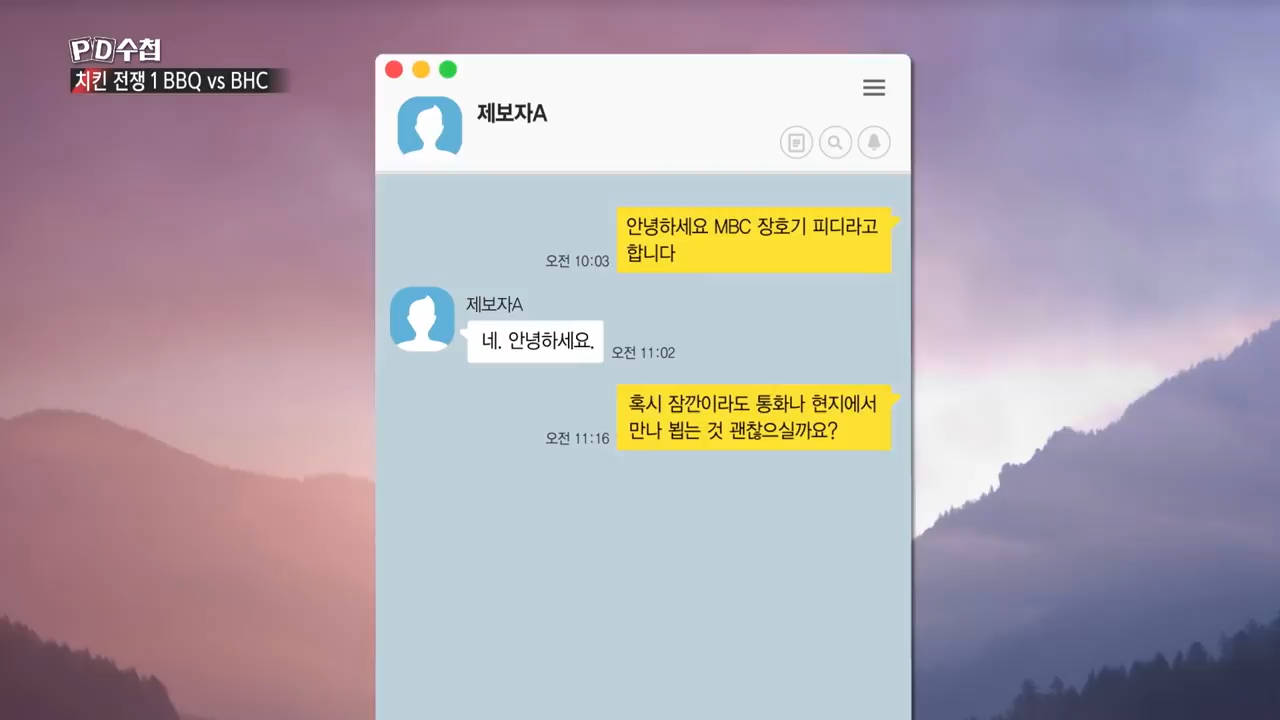 PD수첩
치킨 전쟁 1 BBQ vs BHC
제보자A
안녕하세요 MBC 장호기 피디라고
합니다
오전 10:03
제보자A
네. 안녕하세요.
오전 11:02
혹시 잠깐이라도 통화나 현지에서
만나 뵙는 것 괜찮으실까요?
오전 11:16